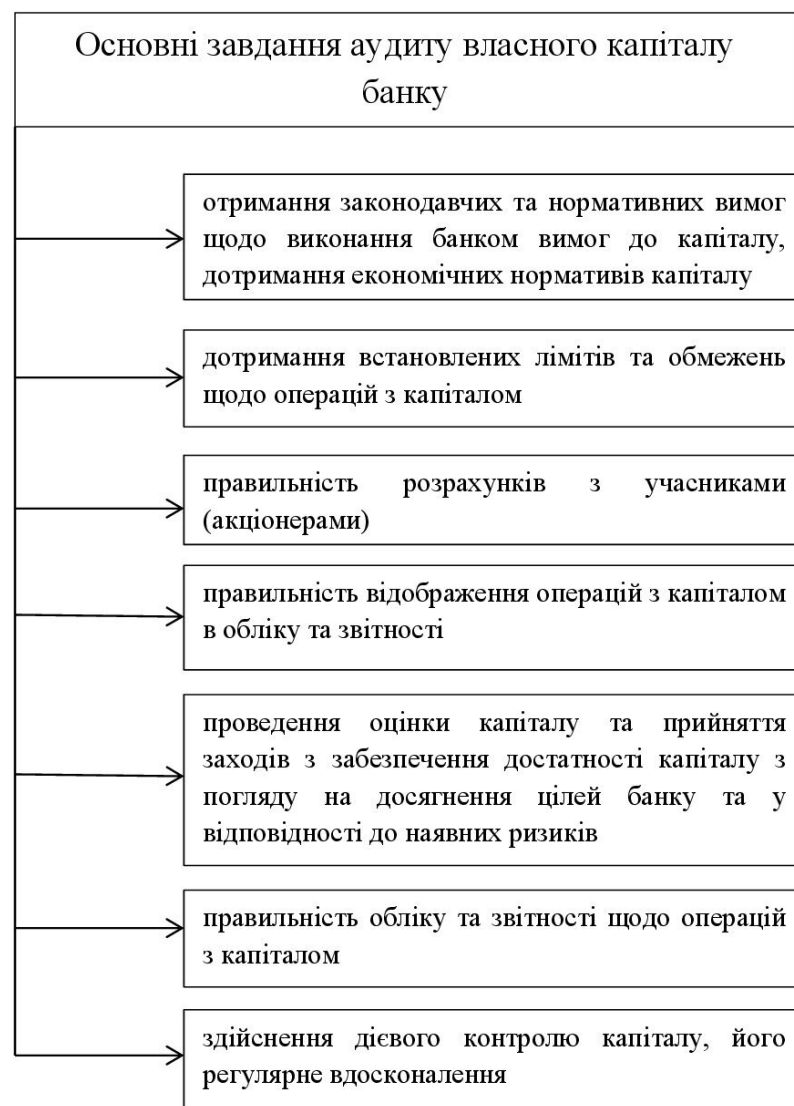 Основні завдання аудиту власного капіталу
банку
отримання законодавчих та нормативних вимог
щодо виконання банком вимог до капіталу,
дотримання економічних нормативів капіталу
дотримання встановлених лімітів та обмежень
щодо операцій з капіталом
правильність розрахунків з учасниками
(акціонерами)
правильність відображення операцій з капіталом
в обліку та звітності
проведення оцінки капіталу та прийняття
заходів з забезпечення достатності капіталу з
погляду на досягнення цілей банку та у
відповідності до наявних ризиків
правильність обліку та звітності щодо операцій
з капіталом
здійснення дієвого контролю капіталу, його
регулярне вдосконалення